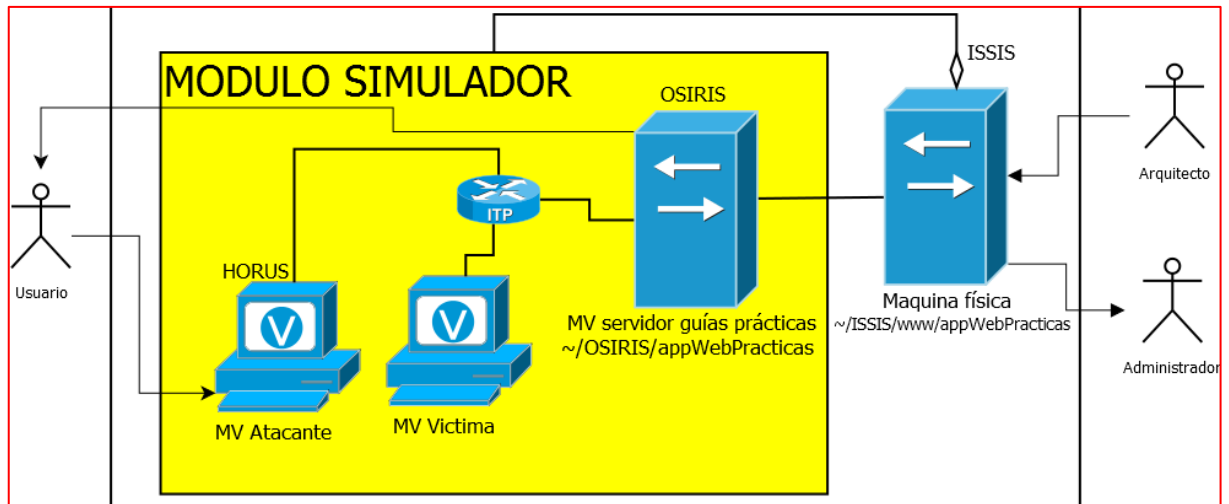 MODULO SIMULADOR
ISSIS
OSIRIS
ITP
HORUS
V
V
Usuario
Arquitecto
Maquina física
~/ISSIS/www/appWebPracticas
MV servidor guías prácticas
~/OSIRIS/appWebPracticas
Administrador
MV Atacante
MV Victima